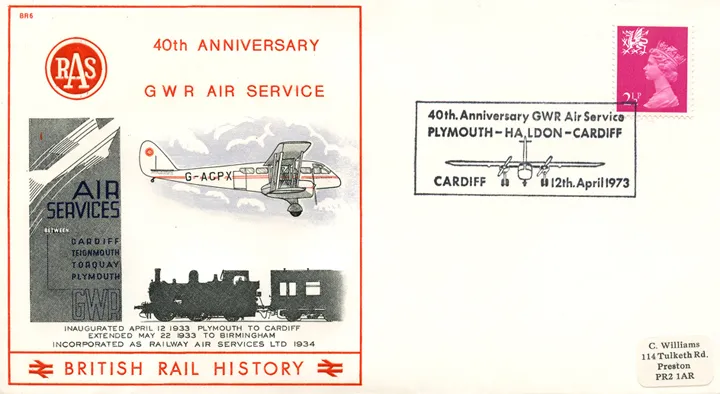 BR6
RAS
40th ANNIVERSARY
GWR AIR SERVICE
AIR
SERVICES
BETWEEN
CARDIFF
TEIGNMOUTH
TORQUAY
PLYMOUTH
GWR
G-ACPX
INAUGURATED APRIL 12 1933 PLYMOUTH TO CARDIFF
EXTENDED MAY 22 1933 TO BIRMINGHAM
INCORPORATED AS RAILWAY AIR SERVICES LTD 1934
BRITISH RAIL HISTORY
2½P
40th. Anniversary GWR Air Service
PLYMOUTH-HALDON-CARDIFF
CARDIFF 12th. April 1973
C. Williams
114 Tulketh Rd.
Preston
PR2 1AR